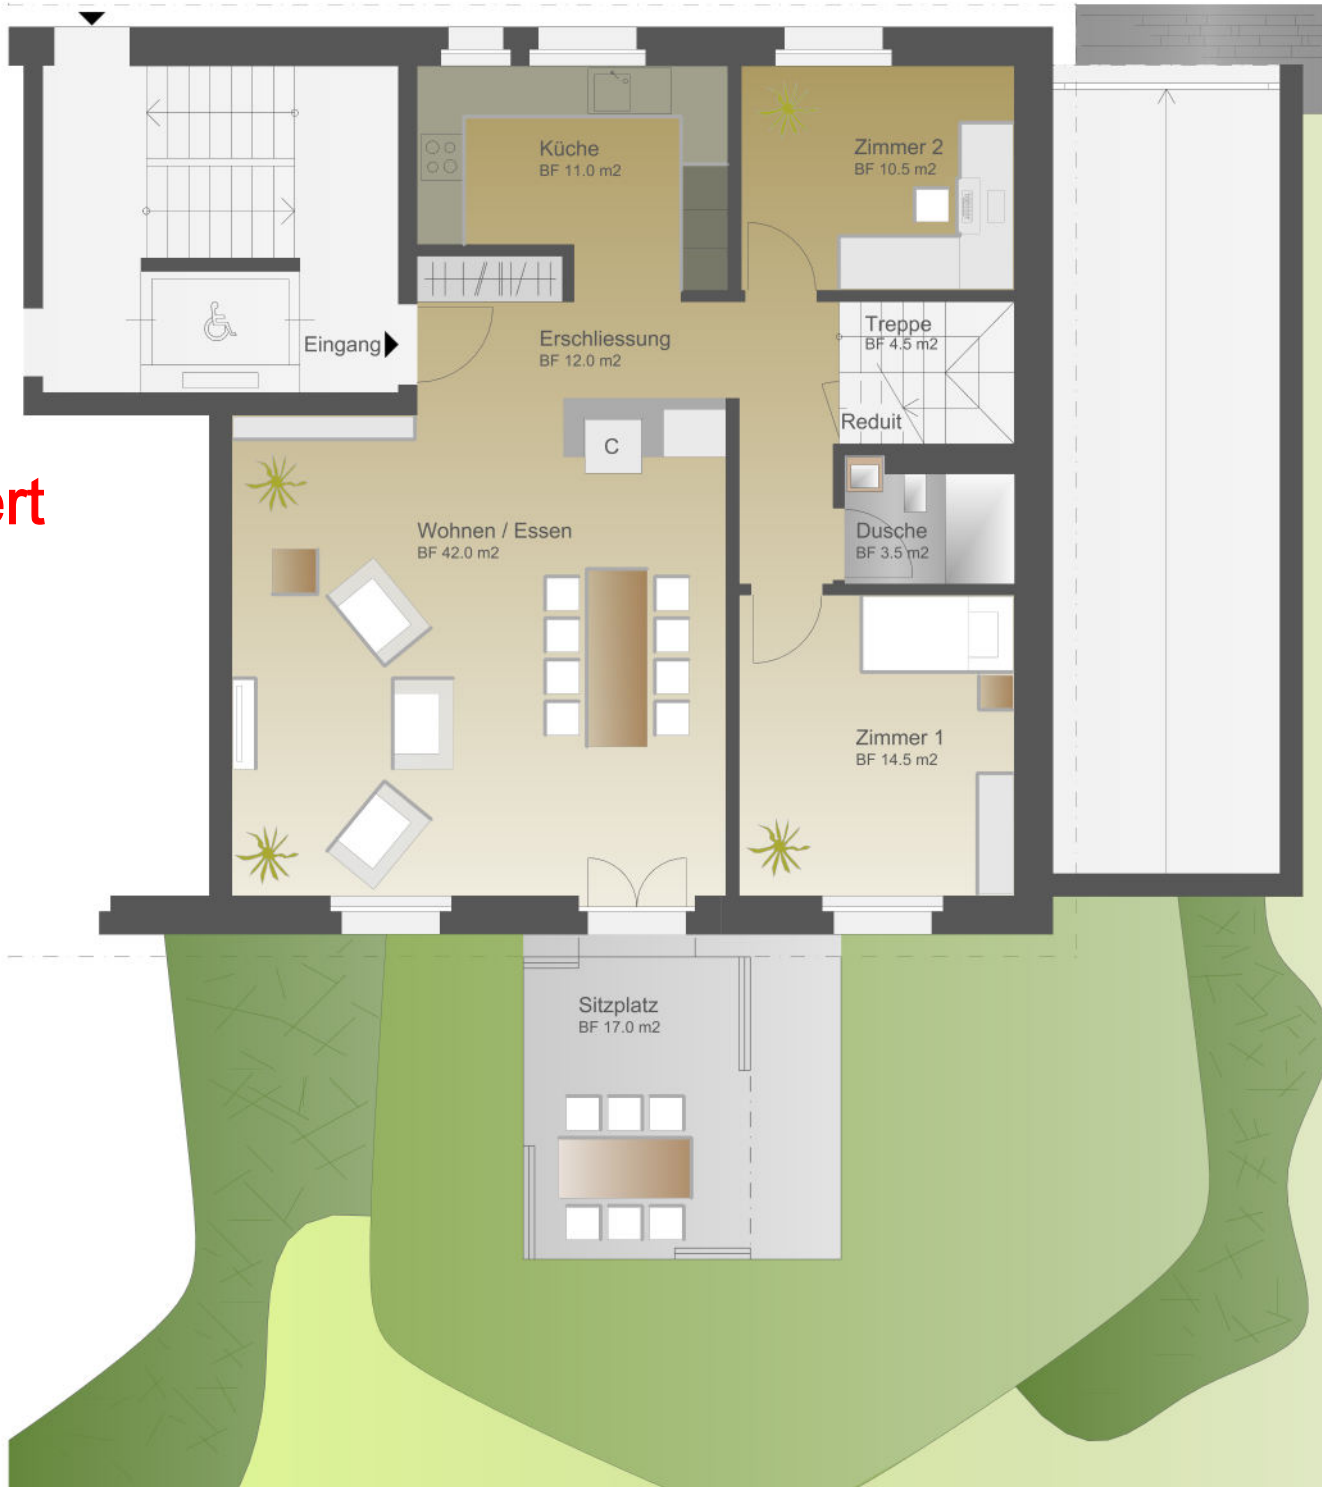 Küche
BF 11.0 m2
Zimmer 2
BF 10.5 m2
Eingang
Erschliessung
BF 12.0 m2
Treppe
BF 4.5 m2
Reduit
C
ert
Wohnen / Essen
BF 42.0 m2
Dusche
BF 3.5 m2
Zimmer 1
BF 14.5 m2
Sitzplatz
BF 17.0 m2